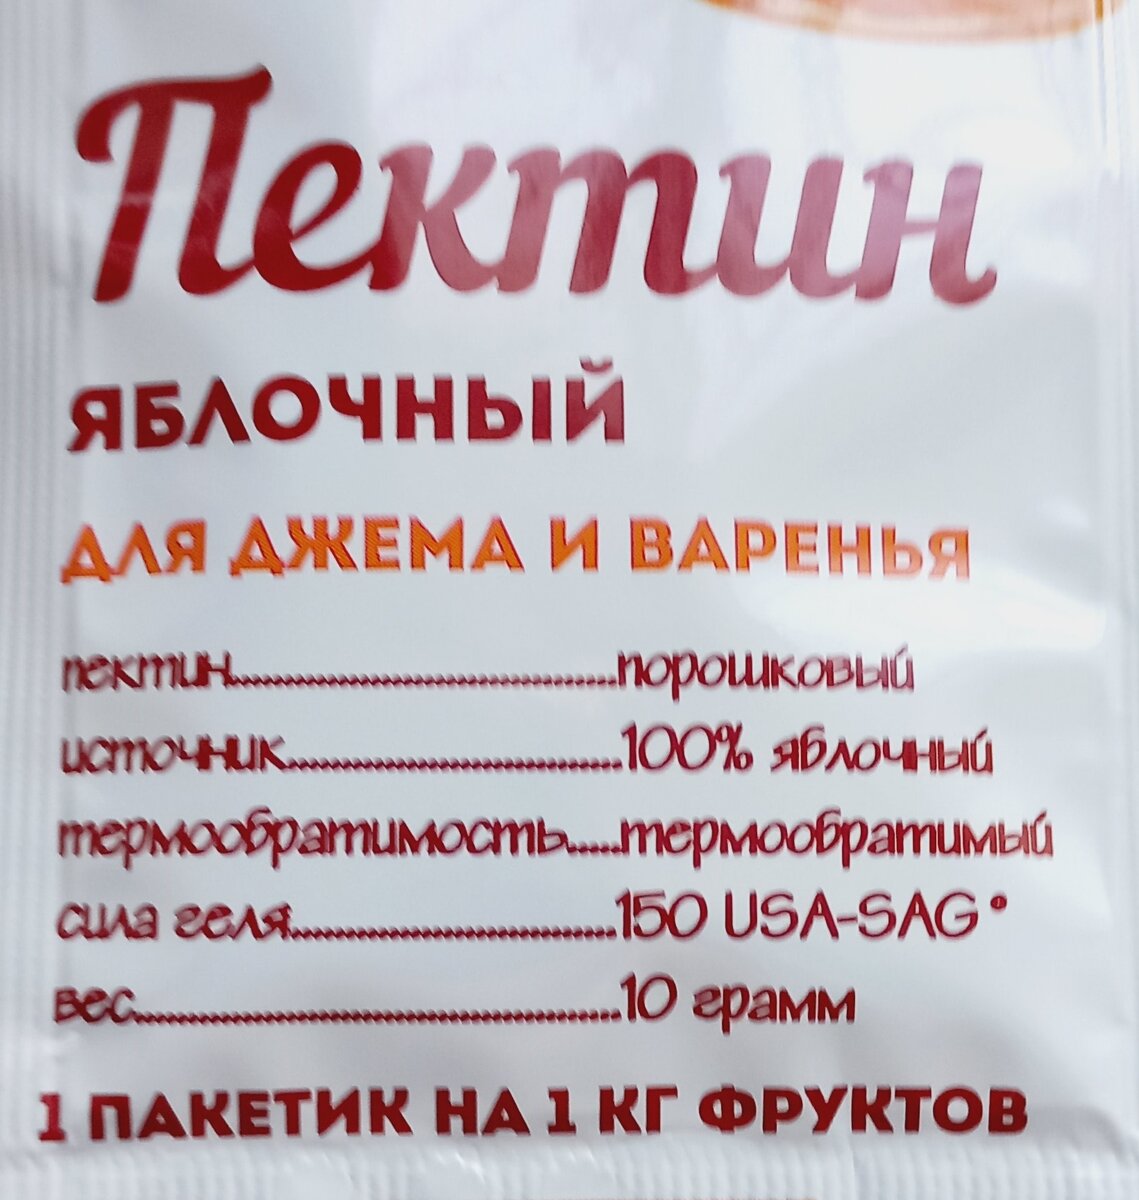 Пектин
ЯБЛОЧНЫЙ
ДЛЯ ДЖЕМА И ВАРЕНЬЯ
пектин......................................порошковый
источник..................................100% яблочный
термообратимость.....термообратимый
сила геля................................150 USA-SAG°
вес................................................10 грамм
1 ПАКЕТИК НА 1 КГ ФРУКТОВ